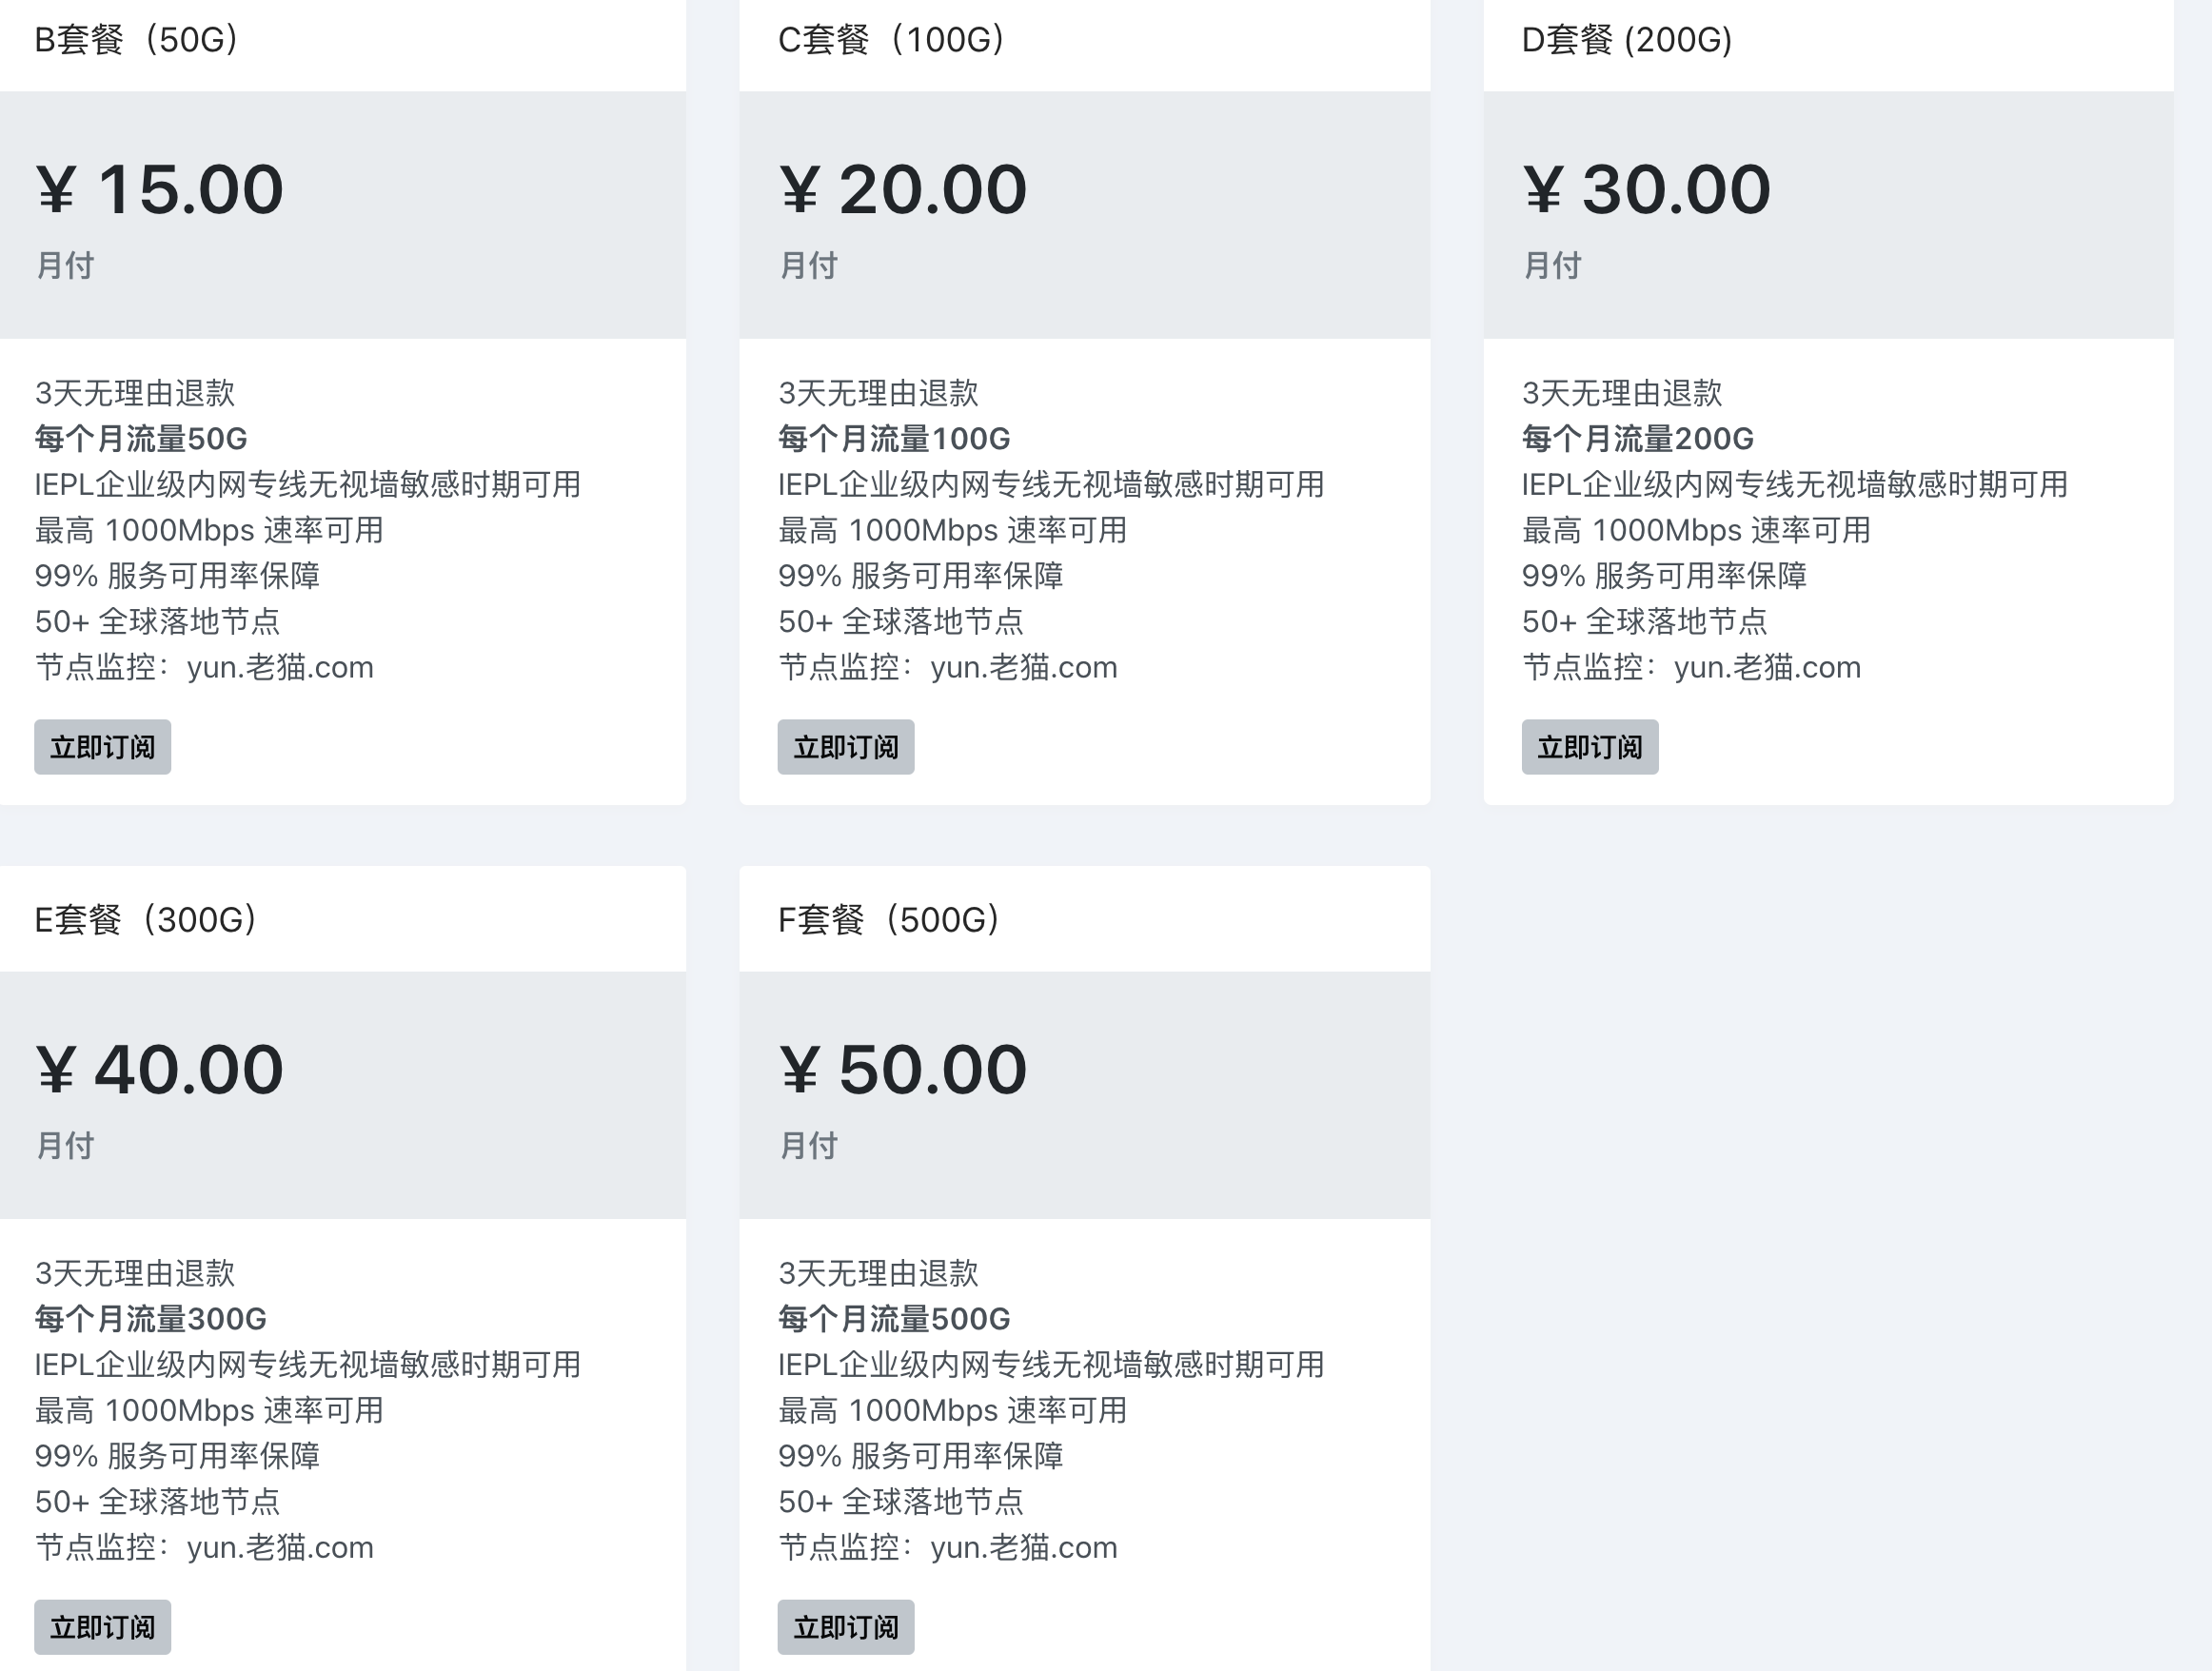 B套餐（50G）
¥ 15.00
月付
3天无理由退款
每个月流量50G
IEPL企业级内网专线无视墙敏感时期可用
最高 1000Mbps 速率可用
99% 服务可用率保障
50+ 全球落地节点
节点监控：yun.老猫.com
立即订阅
C套餐（100G）
¥ 20.00
月付
3天无理由退款
每个月流量100G
IEPL企业级内网专线无视墙敏感时期可用
最高 1000Mbps 速率可用
99% 服务可用率保障
50+ 全球落地节点
节点监控：yun.老猫.com
立即订阅
D套餐 (200G)
¥ 30.00
月付
3天无理由退款
每个月流量200G
IEPL企业级内网专线无视墙敏感时期可用
最高 1000Mbps 速率可用
99% 服务可用率保障
50+ 全球落地节点
节点监控：yun.老猫.com
立即订阅
E套餐（300G）
¥ 40.00
月付
3天无理由退款
每个月流量300G
IEPL企业级内网专线无视墙敏感时期可用
最高 1000Mbps 速率可用
99% 服务可用率保障
50+ 全球落地节点
节点监控：yun.老猫.com
立即订阅
F套餐（500G）
¥ 50.00
月付
3天无理由退款
每个月流量500G
IEPL企业级内网专线无视墙敏感时期可用
最高 1000Mbps 速率可用
99% 服务可用率保障
50+ 全球落地节点
节点监控：yun.老猫.com
立即订阅